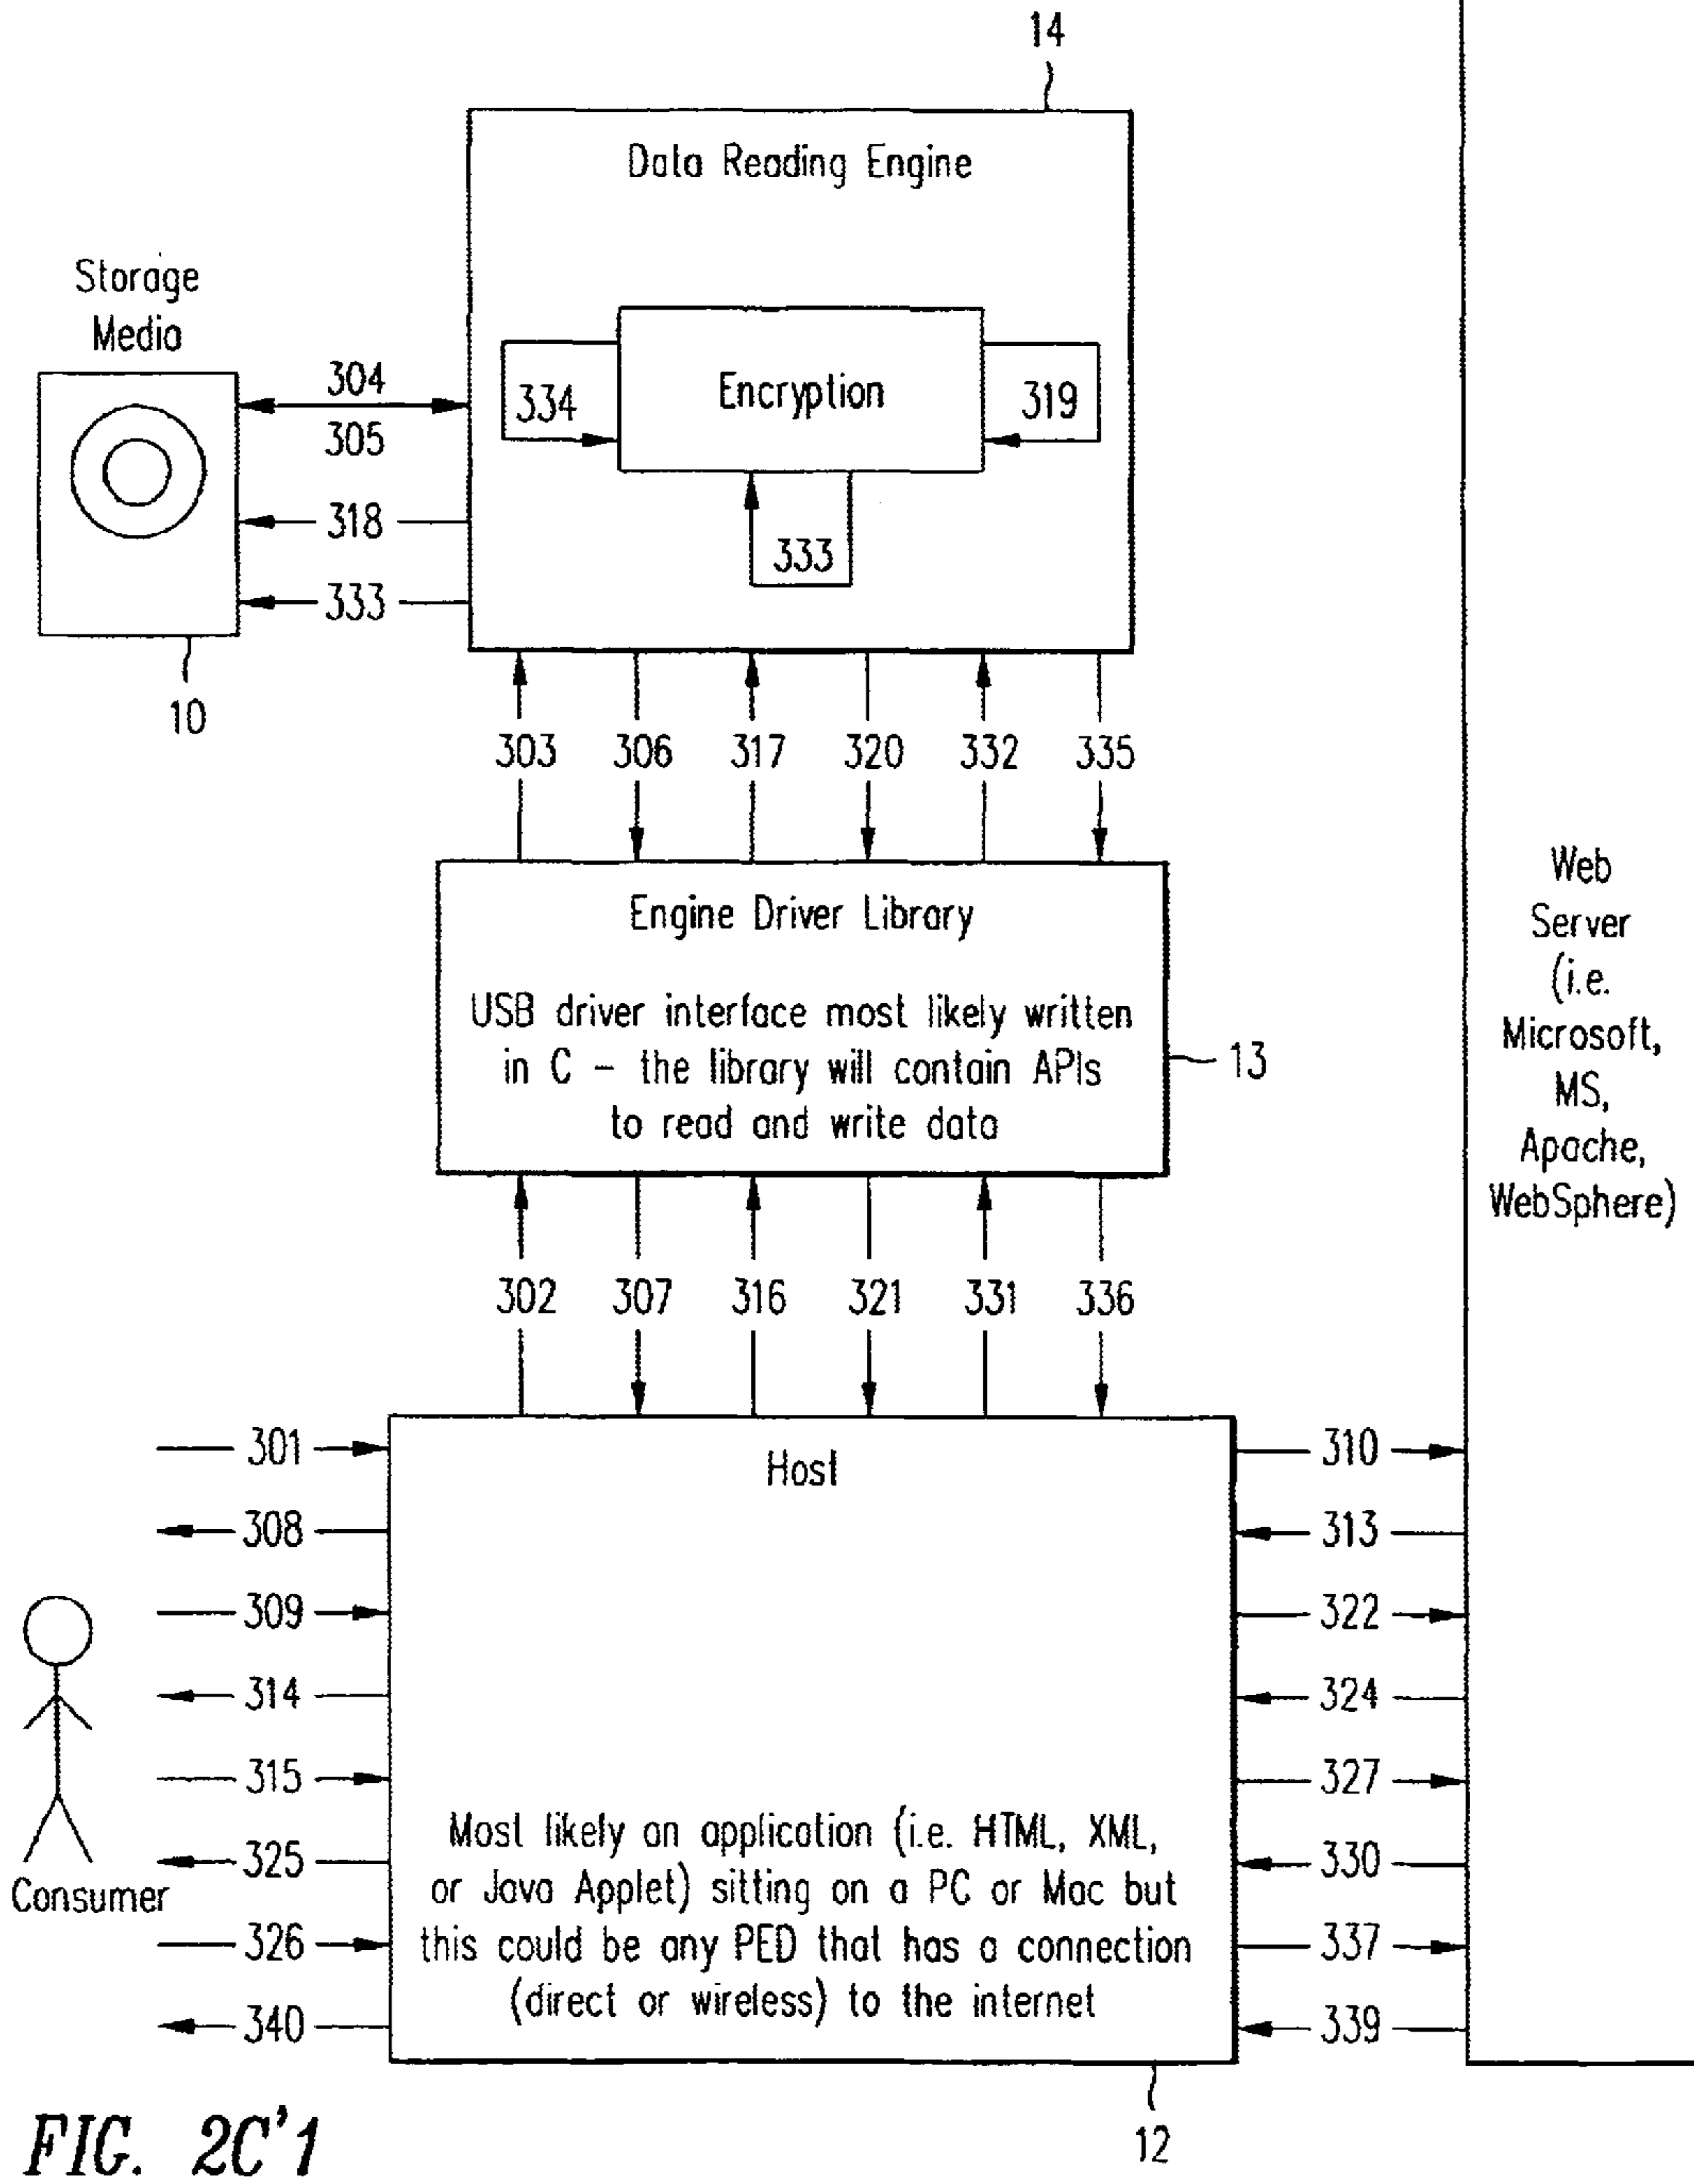 14
Data Reading Engine
Storage
Media
304
305
318
333
10
334
Encryption
319
333
303
306
317
320
332
335
Engine Driver Library
USB driver interface most likely written
in C – the library will contain APIs
to read and write data
13
Web
Server
(i.e.
Microsoft,
MS,
Apache,
WebSphere)
302
307
316
321
331
336
301
308
309
314
315
325
326
340
Consumer
Host
Most likely an application (i.e. HTML, XML,
or Java Applet) sitting on a PC or Mac but
this could be any PED that has a connection
(direct or wireless) to the internet
310
313
322
324
327
330
337
339
12
FIG. 2C'1